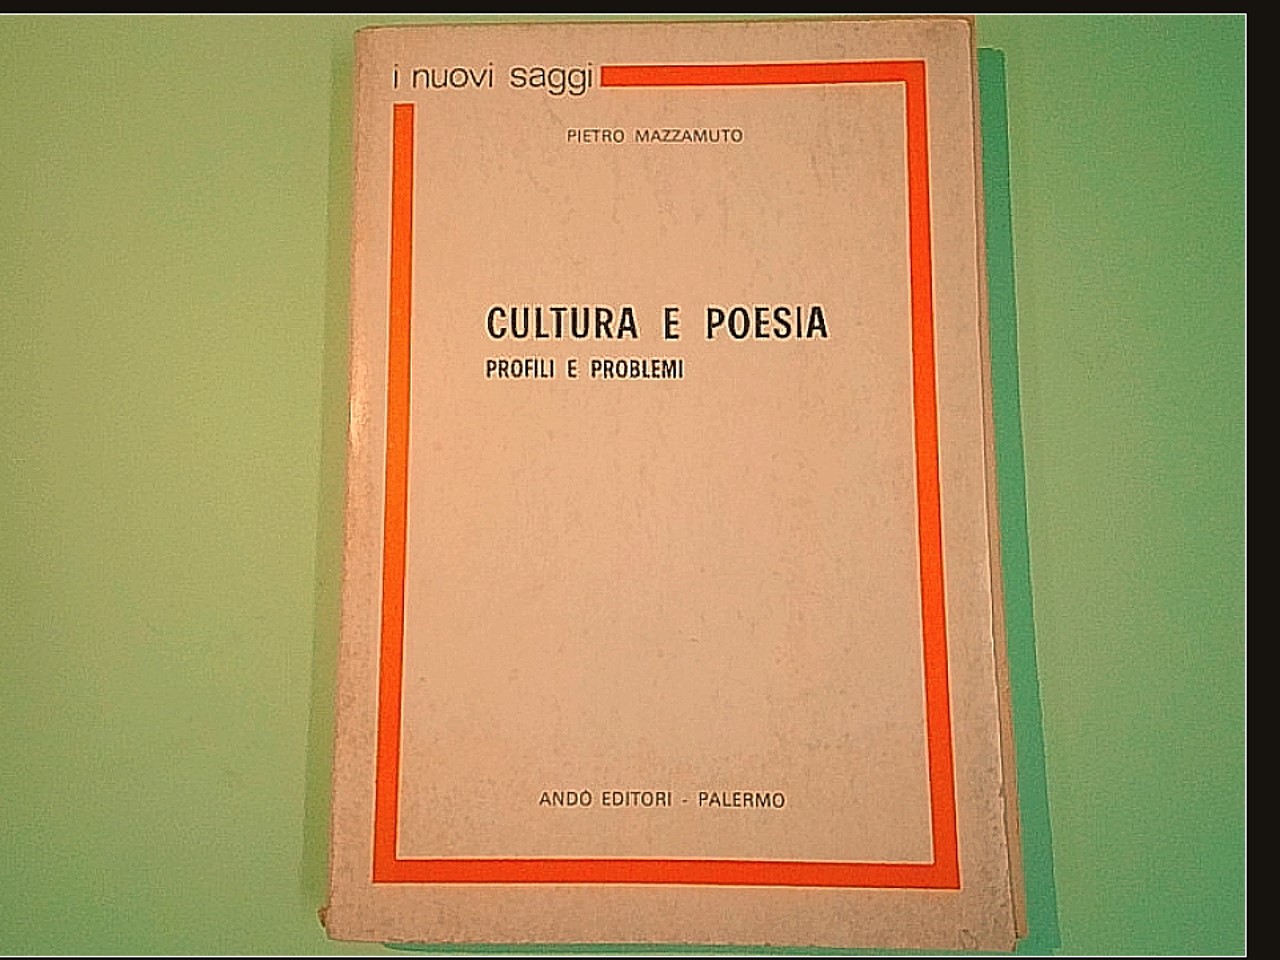 i nuovi saggi
PIETRO MAZZAMUTO
CULTURA E POESIA
PROFILI E PROBLEMI
ANDÒ EDITORI - PALERMO